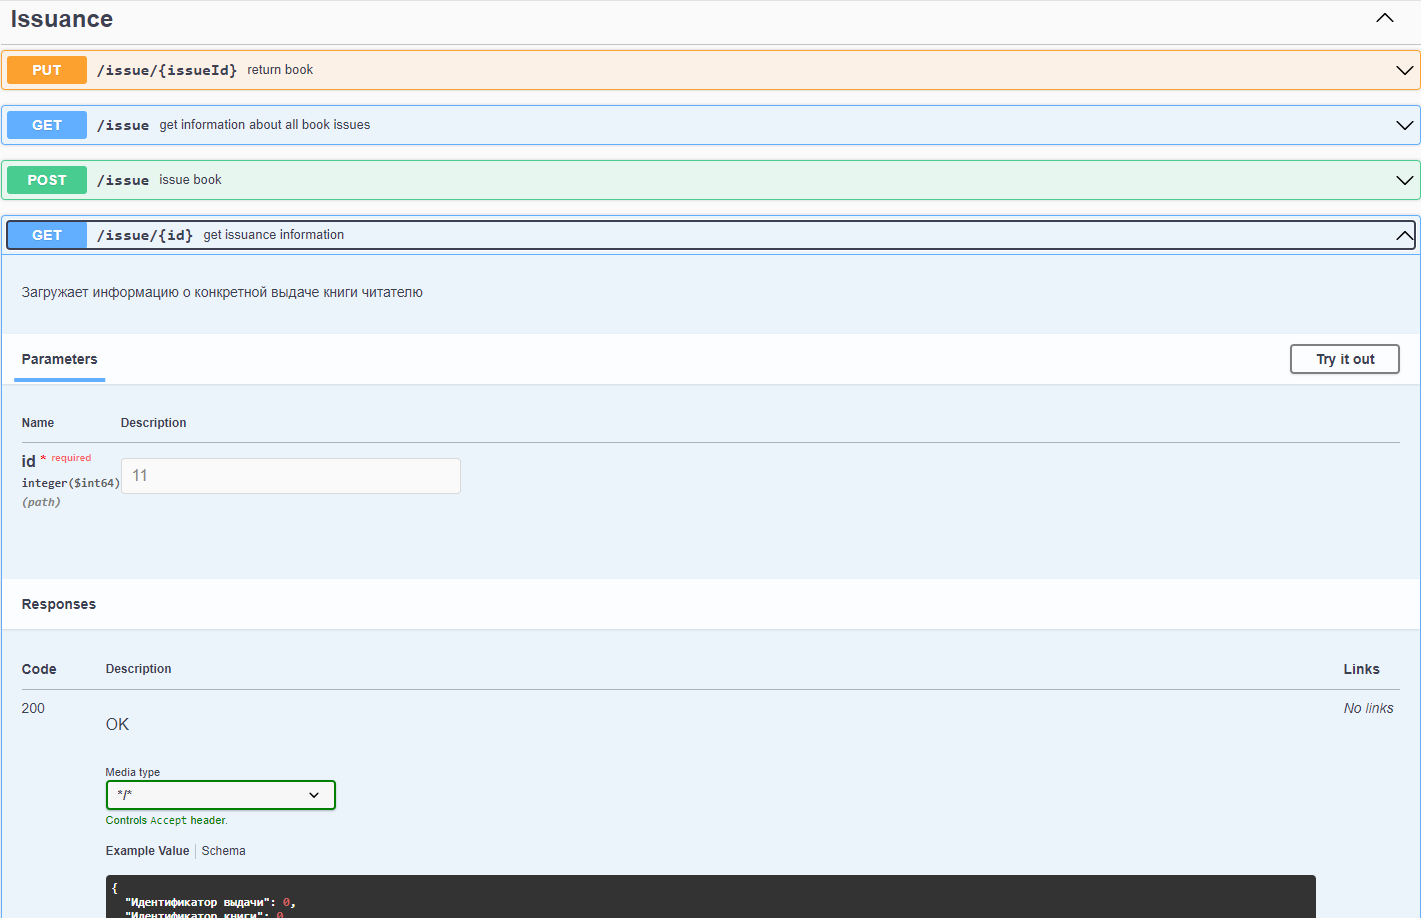 Issuance
PUT /issue/{issueId} return book
GET /issue get information about all book issues
POST /issue issue book
GET /issue/{id} get issuance information
Загружает информацию о конкретной выдаче книги читателю
Parameters Try it out
Name Description
id * required
integer($int64)
(path)
11
Responses
Code Description Links
200 No links
OK
Media type
*/*
Controls Accept header.
Example Value Schema
{
"Идентификатор выдачи": 0,
"Идентификатор книги": 0